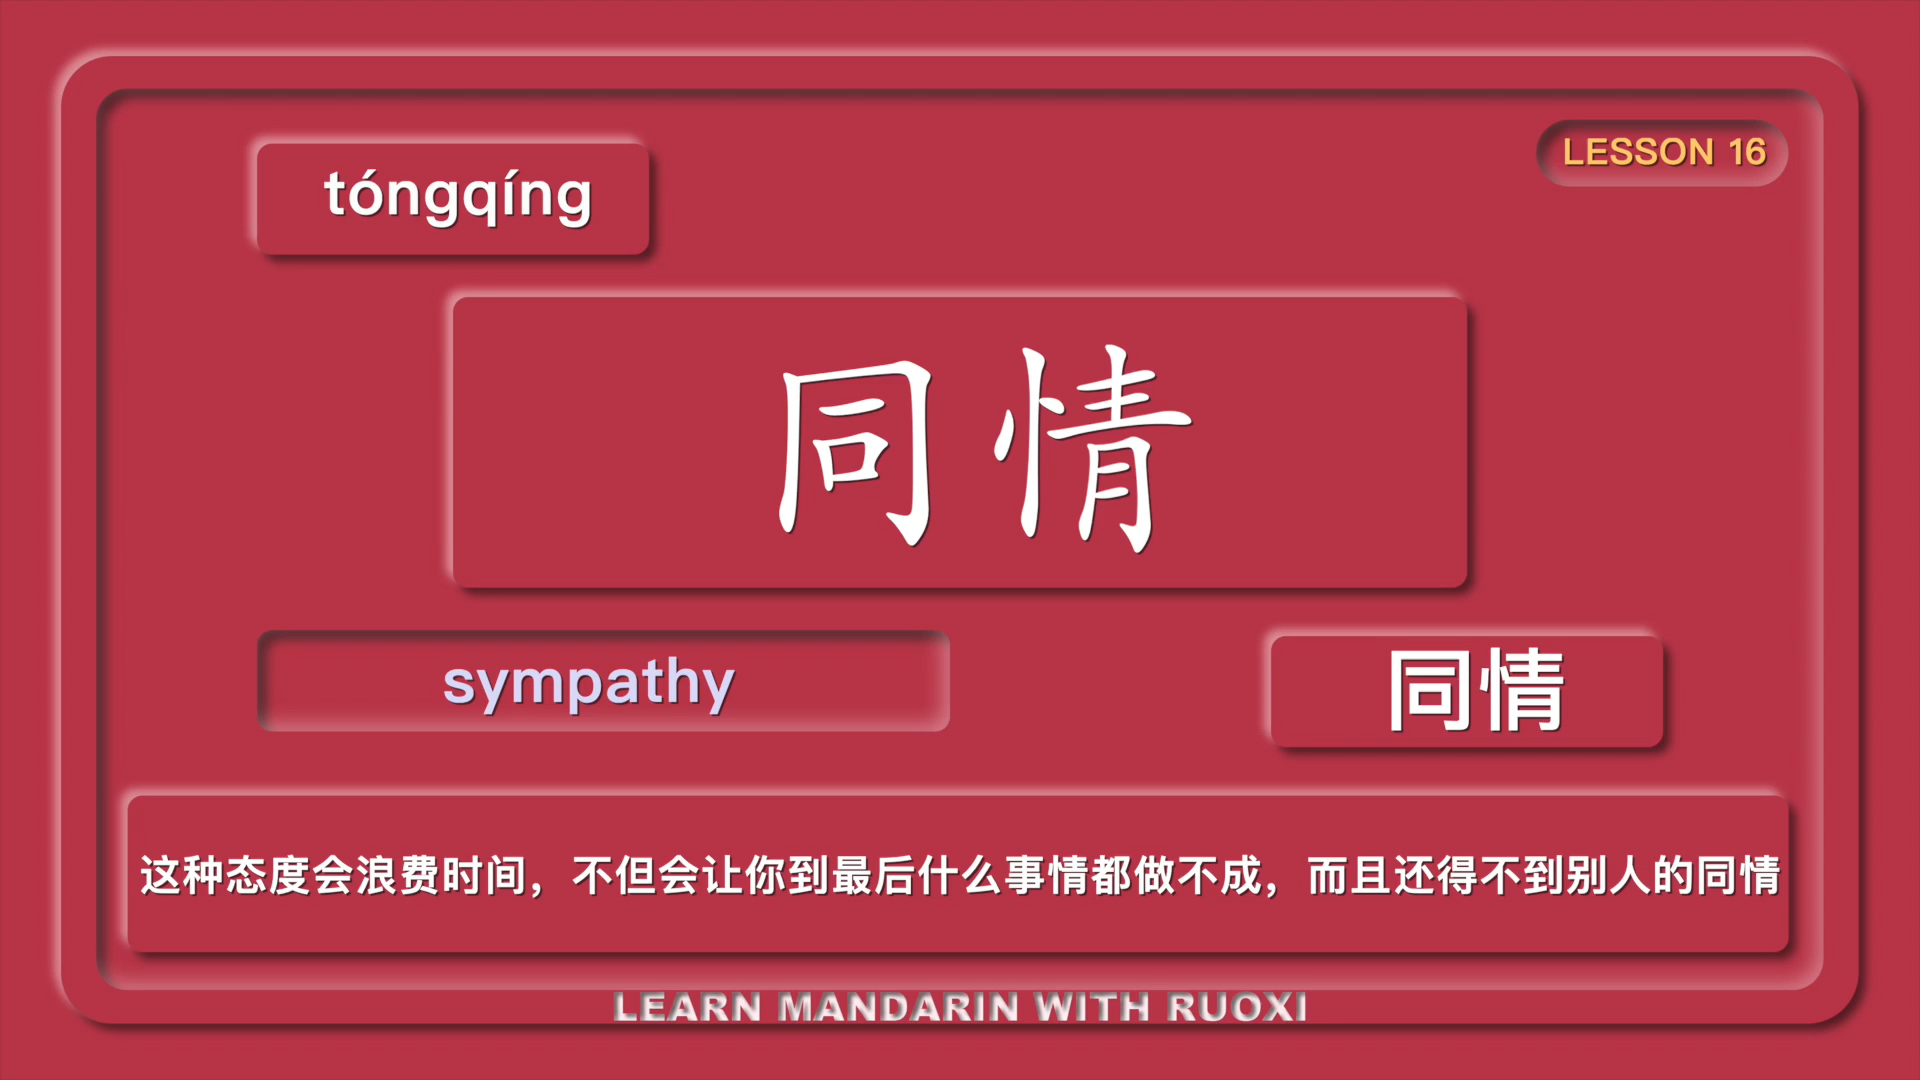 LESSON 16
tóngqíng
同情
sympathy
同情
这种态度会浪费时间，不但会让你到最后什么事情都做不成，而且还得不到别人的同情
LEARN MANDARIN WITH RUOXI